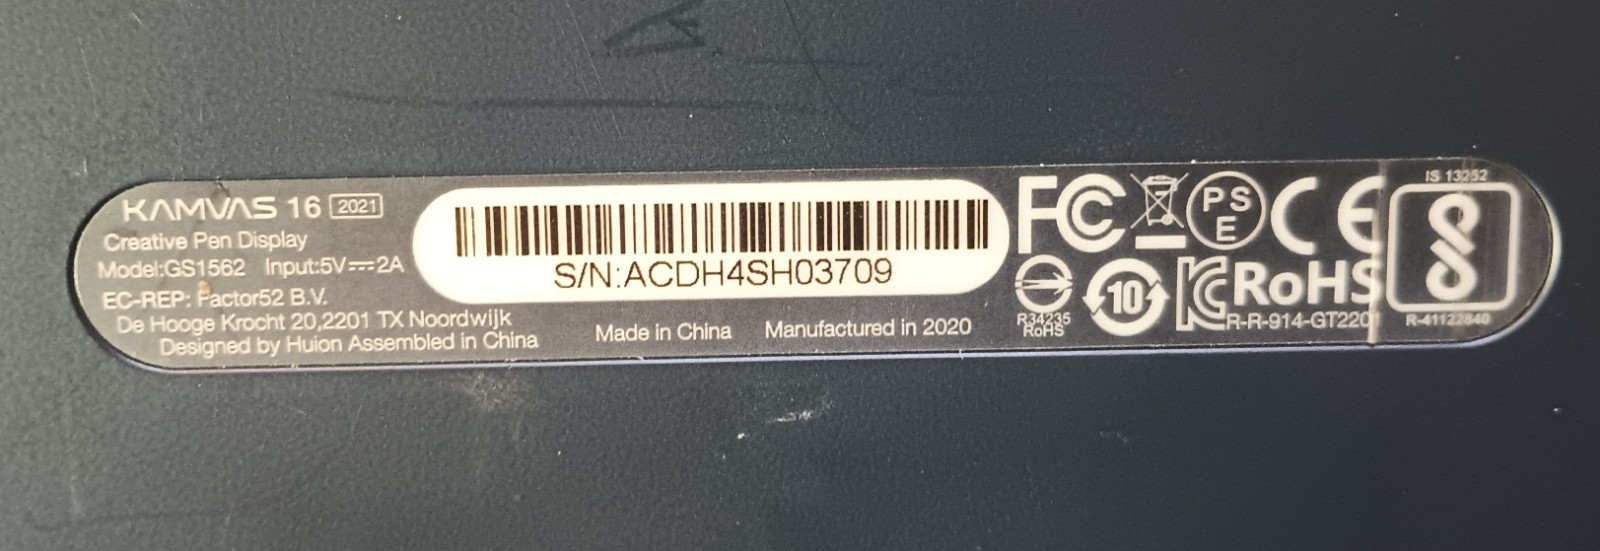 KAMVAS 16 2021
Creative Pen Display
Model:GS1562 Input:5V⎓2A
EC-REP: Factor52 B.V.
De Hooge Krocht 20,2201 TX Noordwijk
Designed by Huion Assembled in China
S/N:ACDH4SH03709
Made in China Manufactured in 2020
FC PSE CE
R34235
RoHS
10
KC RoHS
R-R-914-GT2201
IS 13252
R-41122840